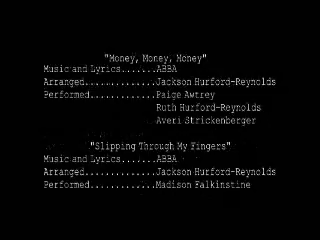 "Money, Money, Money"
Music and Lyrics.......ABBA
Arranged..............Jackson Hurford-Reynolds
Performed.............Paige Awtrey
Ruth Hurford-Reynolds
Averi Strickenberger
"Slipping Through My Fingers"
Music and Lyrics.......ABBA
Arranged..............Jackson Hurford-Reynolds
Performed.............Madison Falkinstine